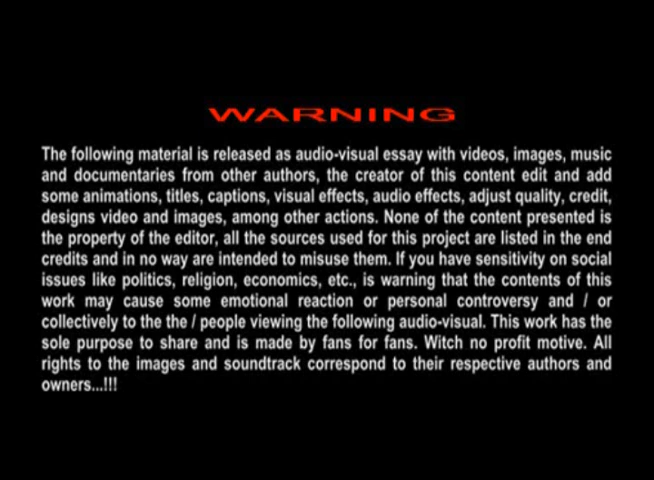 WARNING
The following material is released as audio-visual essay with videos, images, music
and documentaries from other authors, the creator of this content edit and add
some animations, titles, captions, visual effects, audio effects, adjust quality, credit,
designs video and images, among other actions. None of the content presented is
the property of the editor, all the sources used for this project are listed in the end
credits and in no way are intended to misuse them. If you have sensitivity on social
issues like politics, religion, economics, etc., is warning that the contents of this
work may cause some emotional reaction or personal controversy and / or
collectively to the the / people viewing the following audio-visual. This work has the
sole purpose to share and is made by fans for fans. Witch no profit motive. All
rights to the images and soundtrack correspond to their respective authors and
owners...!!!